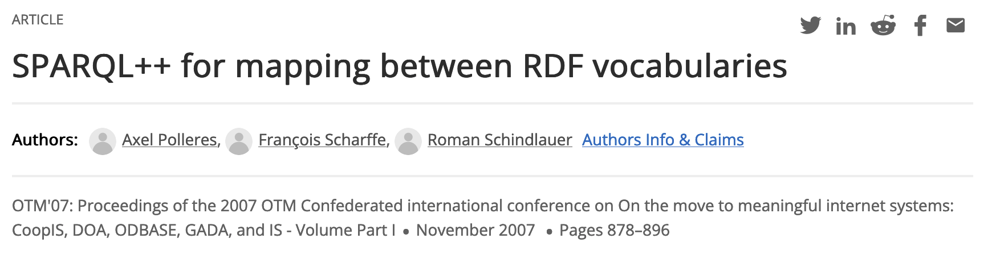 ARTICLE
SPARQL++ for mapping between RDF vocabularies
Authors: Axel Polleres, François Scharffe, Roman Schindlauer Authors Info & Claims
OTM'07: Proceedings of the 2007 OTM Confederated international conference on On the move to meaningful internet systems:
CoopIS, DOA, ODBASE, GADA, and IS - Volume Part I • November 2007 • Pages 878–896